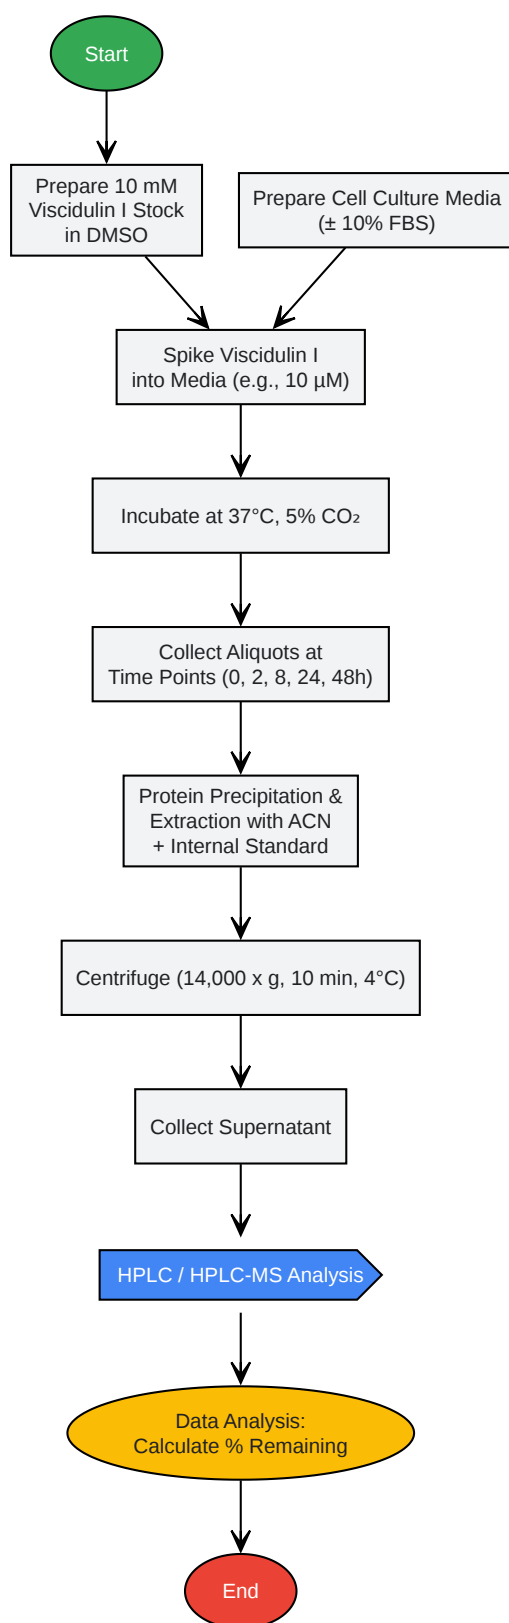 Start
Prepare 10 mM
Viscidulin I Stock
in DMSO
Prepare Cell Culture Media
(± 10% FBS)
Spike Viscidulin I
into Media (e.g., 10 µM)
Incubate at 37°C, 5% CO₂
Collect Aliquots at
Time Points (0, 2, 8, 24, 48h)
Protein Precipitation &
Extraction with ACN
+ Internal Standard
Centrifuge (14,000 x g, 10 min, 4°C)
Collect Supernatant
HPLC / HPLC-MS Analysis
Data Analysis:
Calculate % Remaining
End